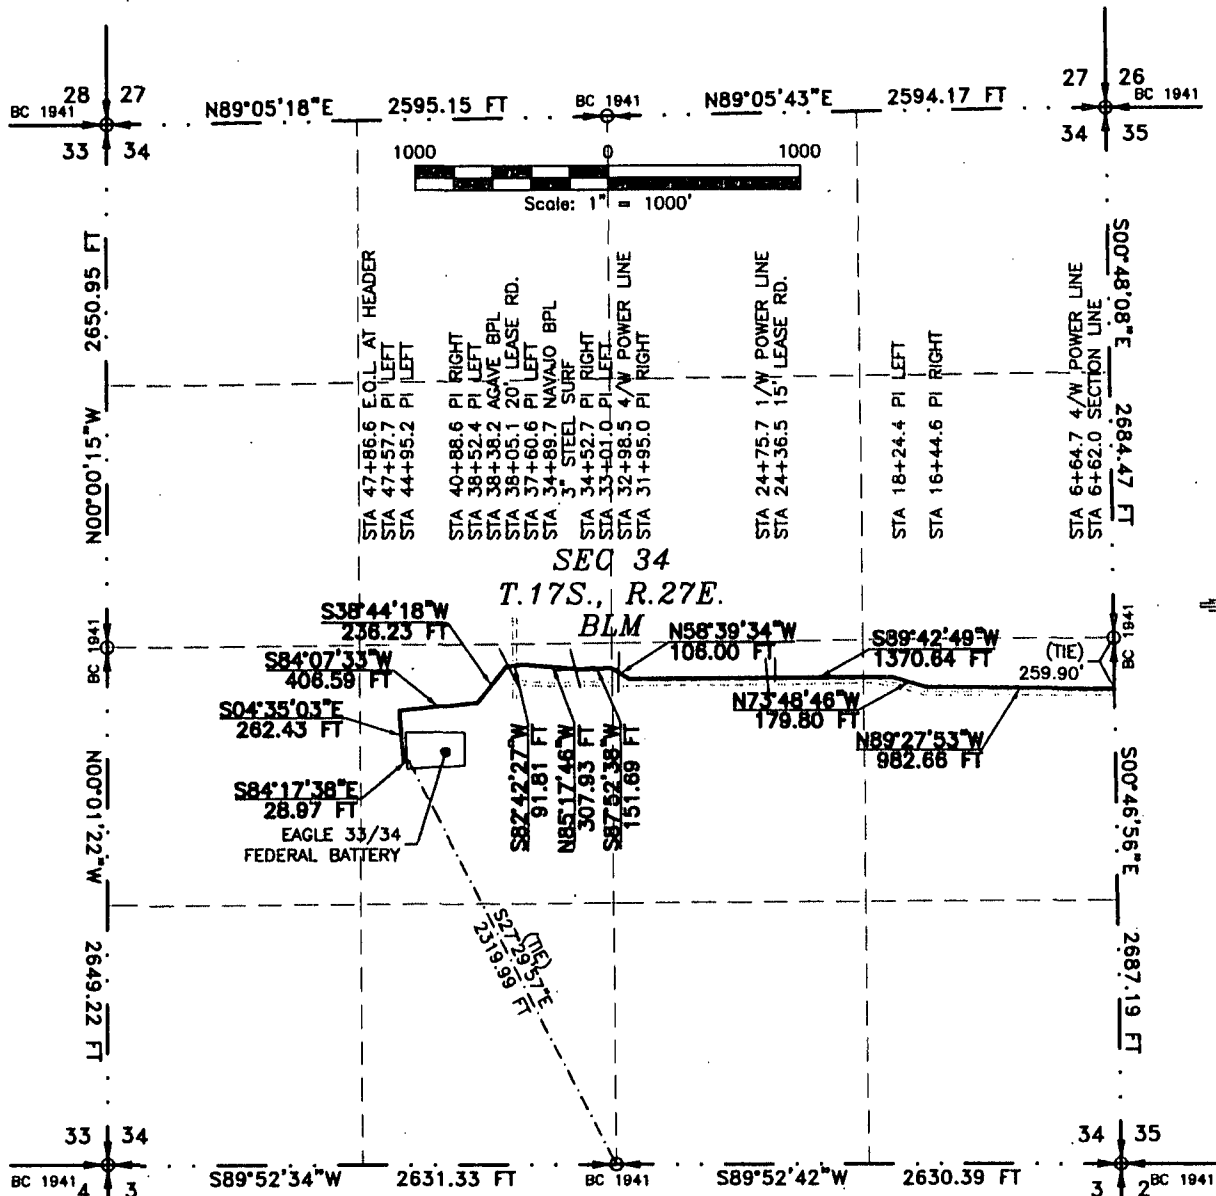 28 27
27 26
BC 1941
N89°05'18"E 2595.15 FT
BC 1941
N89°05'43"E 2594.17 FT
BC 1941
33 34
34 35
1000 0 1000
Scale: 1" = 1000'
N00°00'15"W 2650.95 FT
S00°48'08"E 2684.47 FT
STA 47+86.6 E.O.L. AT HEADER
STA 47+57.7 PI LEFT
STA 44+95.2 PI LEFT
STA 40+88.6 PI RIGHT
STA 38+52.4 PI LEFT
STA 38+38.2 AGAVE BPL
STA 38+05.1 20' LEASE RD.
STA 37+60.6 PI LEFT
STA 34+89.7 NAVAJO BPL
3" STEEL SURF
STA 34+52.7 PI RIGHT
STA 33+01.0 PI LEFT
STA 32+98.5 4/W POWER LINE
STA 31+95.0 PI RIGHT
STA 24+75.7 1/W POWER LINE
STA 24+36.5 15' LEASE RD.
STA 18+24.4 PI LEFT
STA 16+44.6 PI RIGHT
STA 6+64.7 4/W POWER LINE
STA 6+62.0 SECTION LINE
SEC 34
T.17S., R.27E.
BLM
BC 1941
BC 1941
S38°44'18"W
236.23 FT
N58°39'34"W
106.00 FT
S89°42'49"W
1370.64 FT
(TIE)
259.90'
S84°07'33"W
406.59 FT
S04°35'03"E
262.43 FT
N73°48'46"W
179.80 FT
N89°27'53"W
982.66 FT
S84°17'38"E
28.97 FT
S82°42'27"W
91.81 FT
N85°17'46"W
307.93 FT
S87°52'38"W
151.69 FT
EAGLE 33/34
FEDERAL BATTERY
N00°01'22"W 2649.22 FT
S00°46'56"E 2687.19 FT
(TIE)
S27°29'57"E
2319.99 FT
33 34
34 35
BC 1941
S89°52'34"W 2631.33 FT
BC 1941
S89°52'42"W 2630.39 FT
BC 1941
4 3
3 2